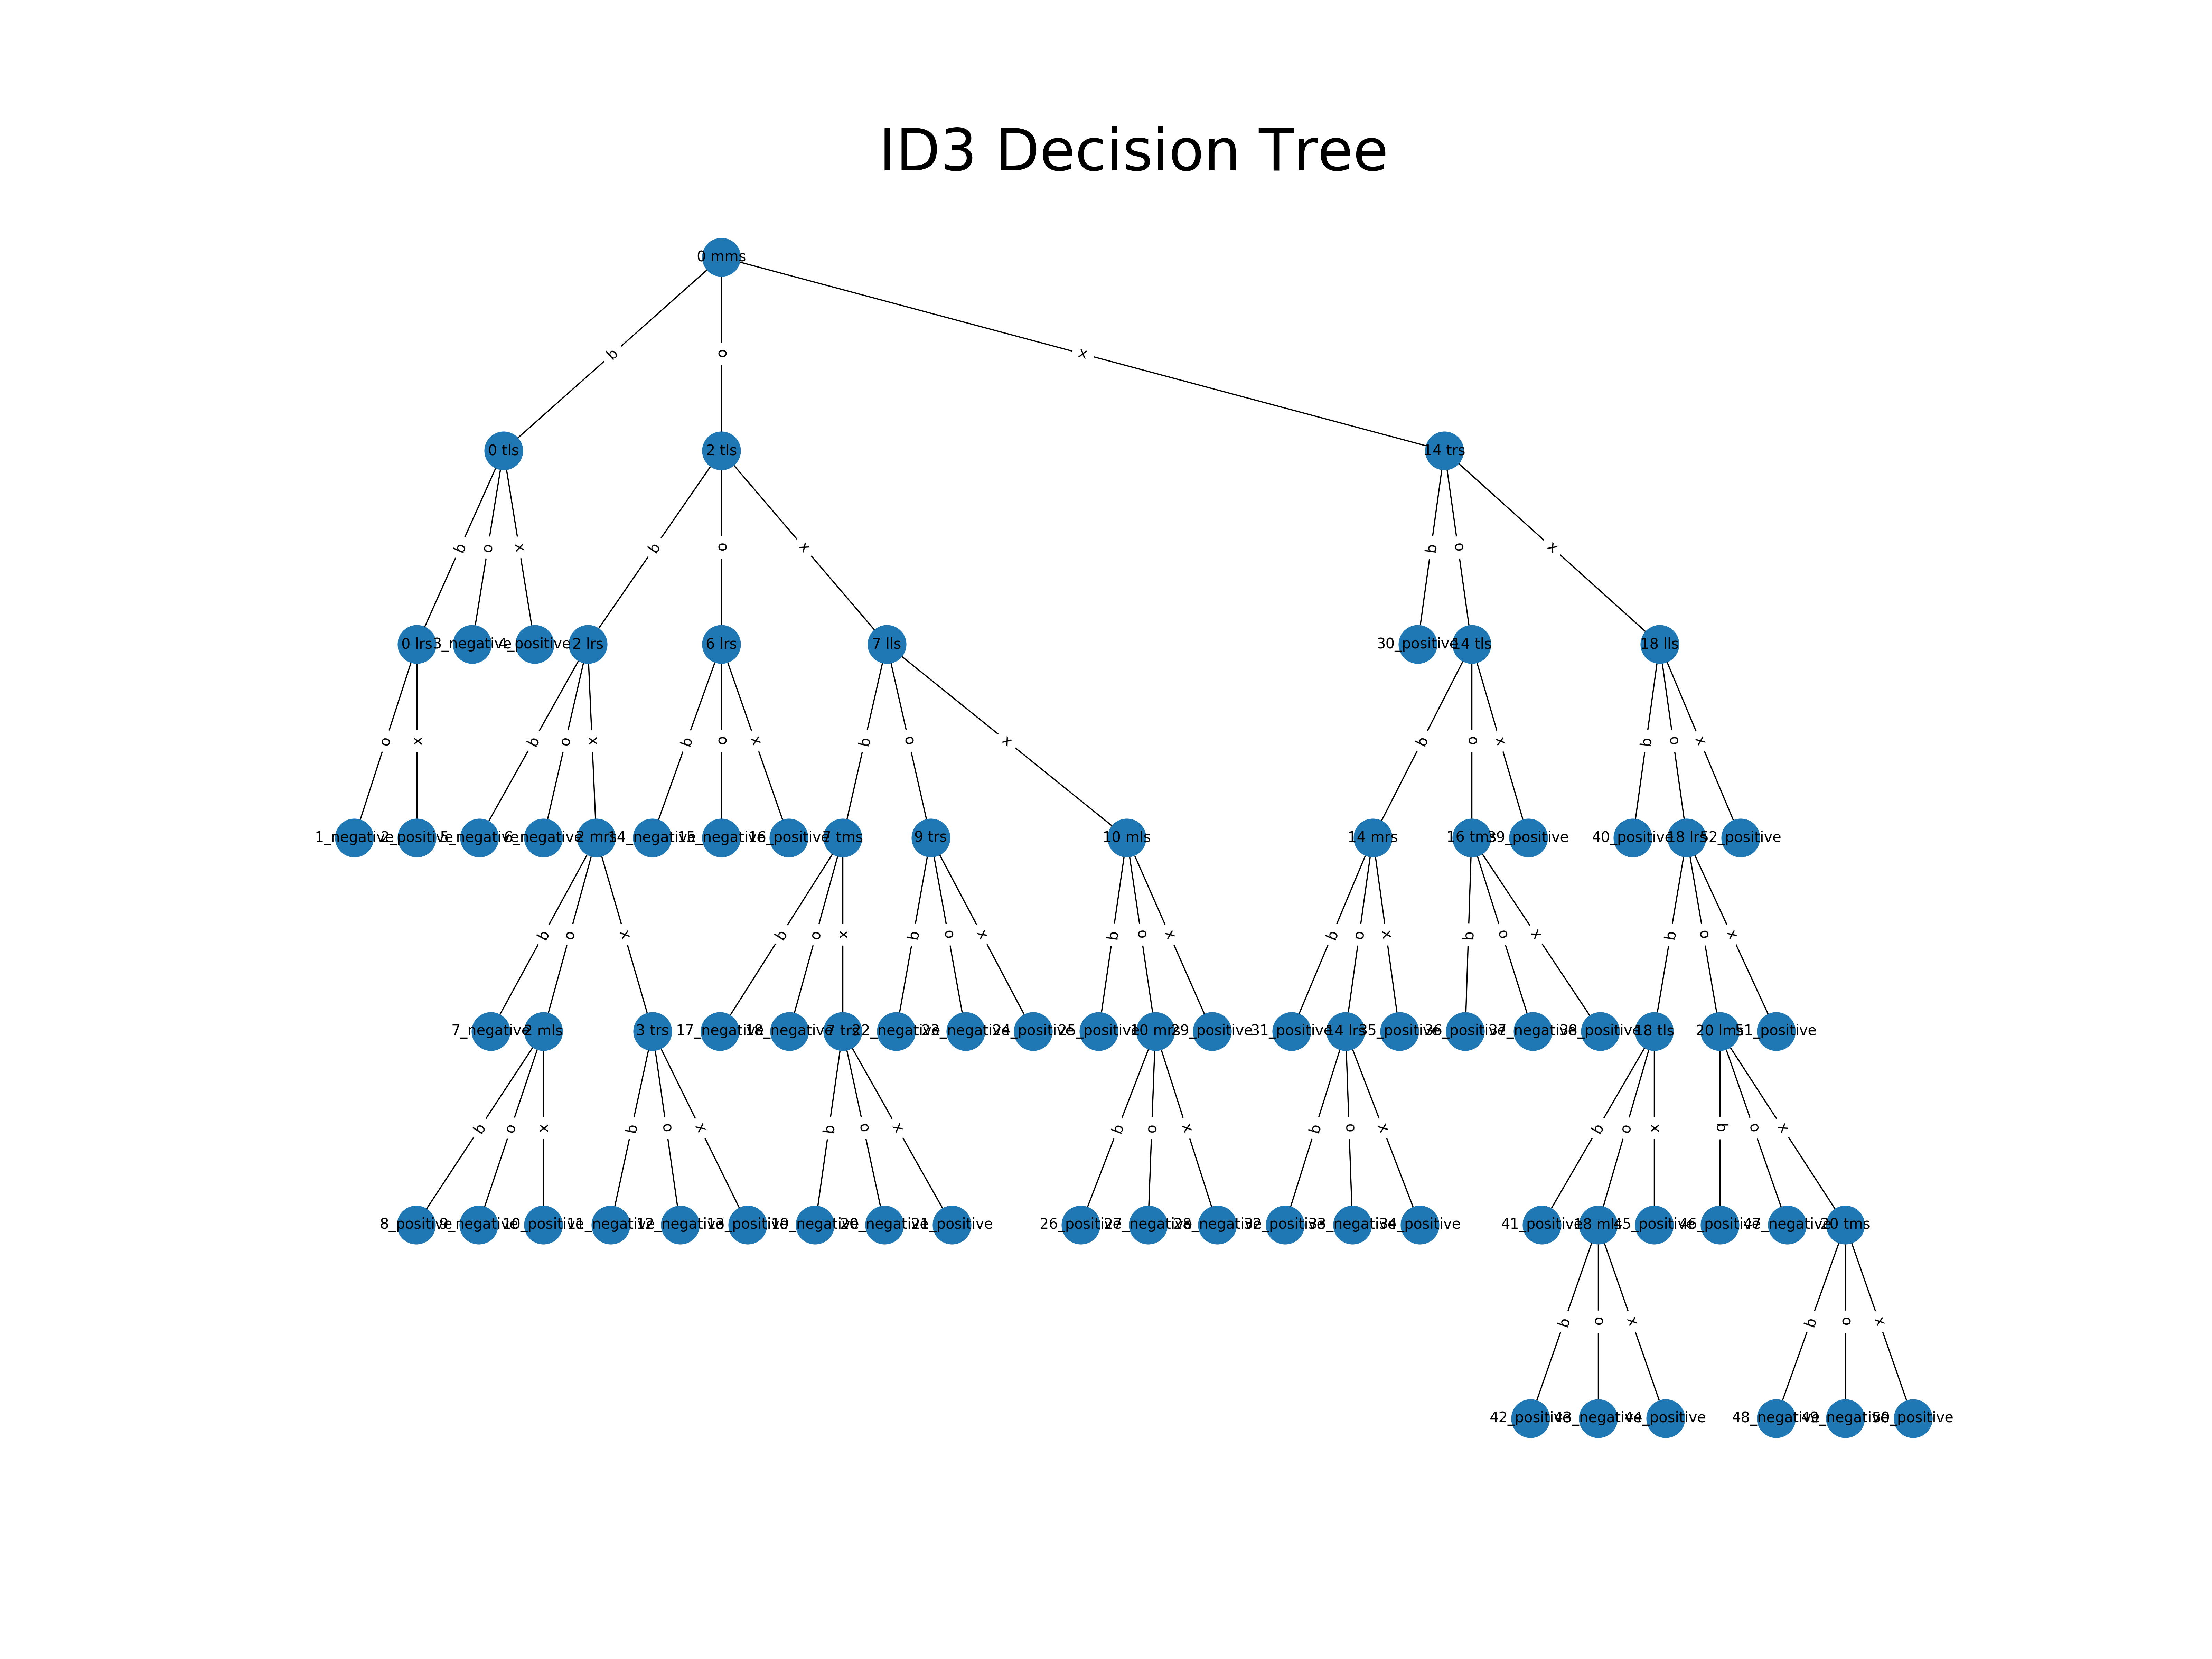 ID3 Decision Tree
0 mms
b
o
x
0 tls
2 tls
14 trs
b
o
x
b
o
x
b
o
x
0 lrs
3_negative
4_positive
2 lrs
6 lrs
7 lls
30_positive
14 tls
18 lls
o
x
b
o
x
b
o
x
b
o
x
b
o
x
b
o
x
1_negative
2_positive
5_negative
6_negative
2 mrs
14_negative
15_negative
16_positive
7 tms
9 trs
10 mls
14 mrs
16 tms
39_positive
40_positive
18 lrs
52_positive
b
o
x
b
o
x
b
o
x
b
o
x
b
o
x
b
o
x
b
o
x
7_negative
2 mls
3 trs
17_negative
18_negative
7 trs
22_negative
23_negative
24_positive
25_positive
10 mrs
29_positive
31_positive
14 lrs
35_positive
36_positive
37_negative
38_positive
18 tls
20 lms
51_positive
b
o
x
b
o
x
b
o
x
b
o
x
b
o
x
b
o
x
b
o
x
8_positive
9_negative
10_positive
11_negative
12_negative
13_positive
19_negative
20_negative
21_positive
26_positive
27_negative
28_negative
32_positive
33_negative
34_positive
41_positive
18 mls
45_positive
46_positive
47_negative
20 tms
b
o
x
b
o
x
42_positive
43_negative
44_positive
48_negative
49_negative
50_positive